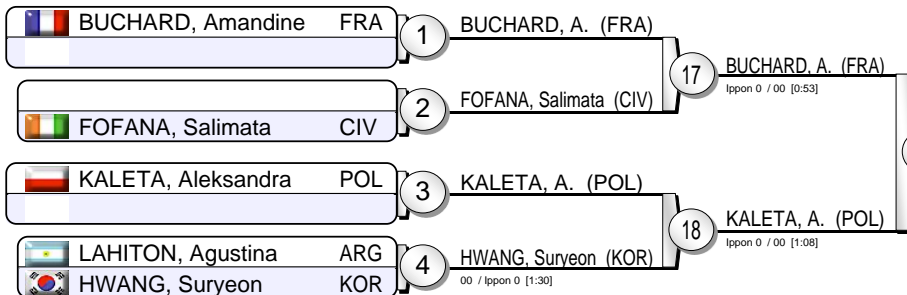 BUCHARD, Amandine FRA
1
BUCHARD, A. (FRA)
17
BUCHARD, A. (FRA)
Ippon 0 / 00 [0:53]
2
FOFANA, Salimata (CIV)
FOFANA, Salimata CIV
KALETA, Aleksandra POL
3
KALETA, A. (POL)
18
KALETA, A. (POL)
Ippon 0 / 00 [1:08]
LAHITON, Agustina ARG
4
HWANG, Suryeon (KOR)
00 / Ippon 0 [1:30]
HWANG, Suryeon KOR